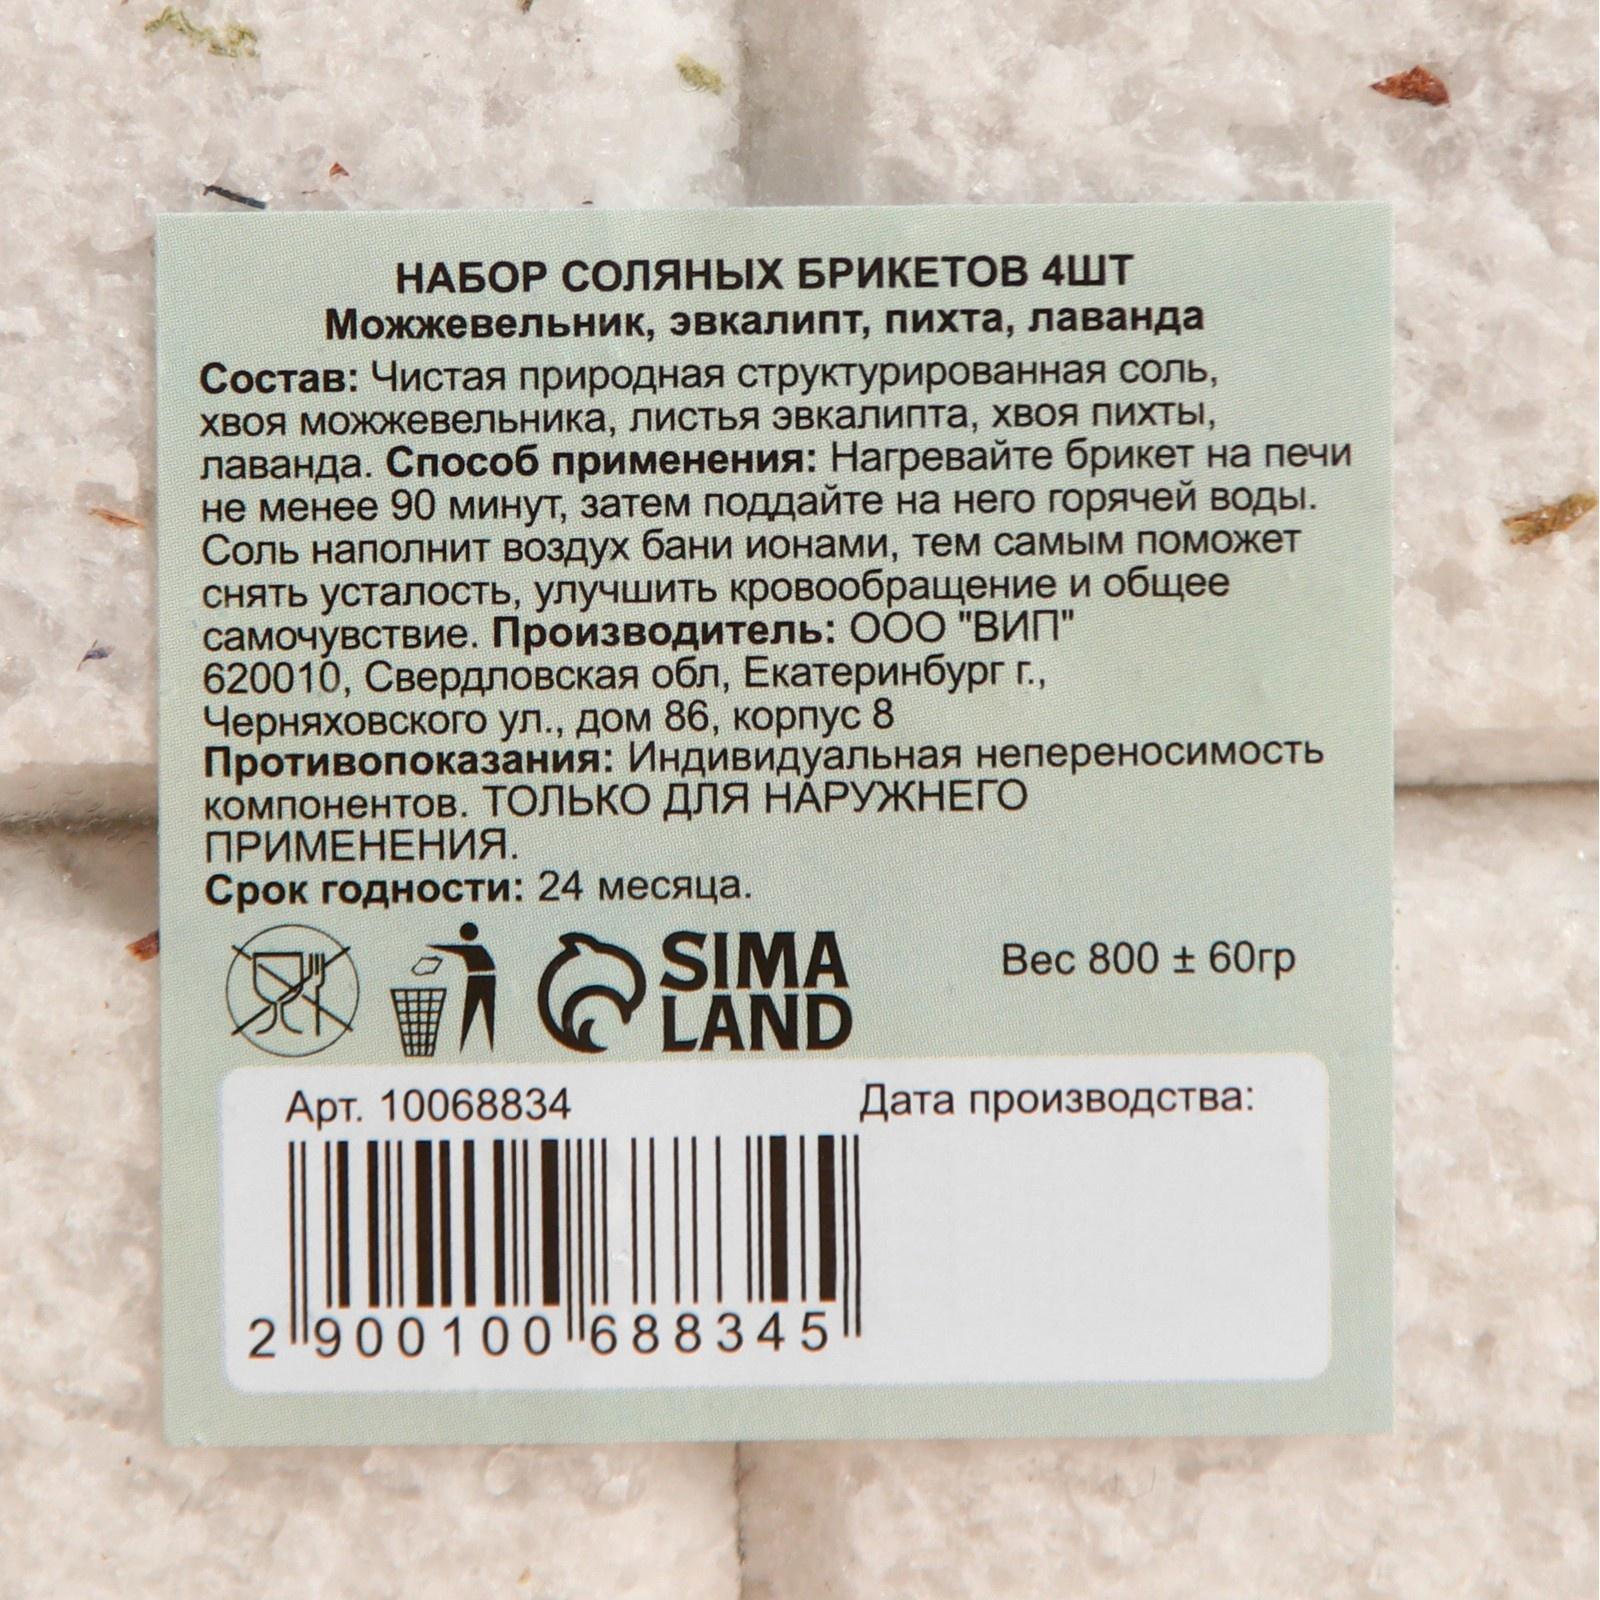 НАБОР СОЛЯНЫХ БРИКЕТОВ 4ШТ
Можжевельник, эвкалипт, пихта, лаванда
Состав: Чистая природная структурированная соль,
хвоя можжевельника, листья эвкалипта, хвоя пихты,
лаванда. Способ применения: Нагревайте брикет на печи
не менее 90 минут, затем поддайте на него горячей воды.
Соль наполнит воздух бани ионами, тем самым поможет
снять усталость, улучшить кровообращение и общее
самочувствие. Производитель: ООО "ВИП"
620010, Свердловская обл, Екатеринбург г.,
Черняховского ул., дом 86, корпус 8
Противопоказания: Индивидуальная непереносимость
компонентов. ТОЛЬКО ДЛЯ НАРУЖНЕГО
ПРИМЕНЕНИЯ.
Срок годности: 24 месяца.
SIMA
LAND
Вес 800 ± 60гр
Арт. 10068834
Дата производства:
2 900100 688345